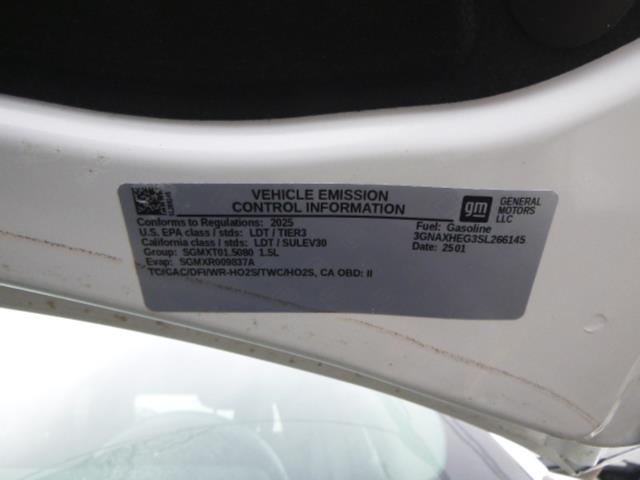 VEHICLE EMISSION
CONTROL INFORMATION
gm
GENERAL
MOTORS
LLC
Conforms to Regulations: 2025
U.S. EPA class / stds: LDT / TIER3
California class / stds: LDT / SULEV30
Group: SGMXT01.5080 1.5L
Evap: SGMXR009837A
TC/CAC/DFI/WR-HO2S/TWC/HO2S, CA OBD: II
Fuel: Gasoline
3GNAXHEG3SL266145
Date: 2501